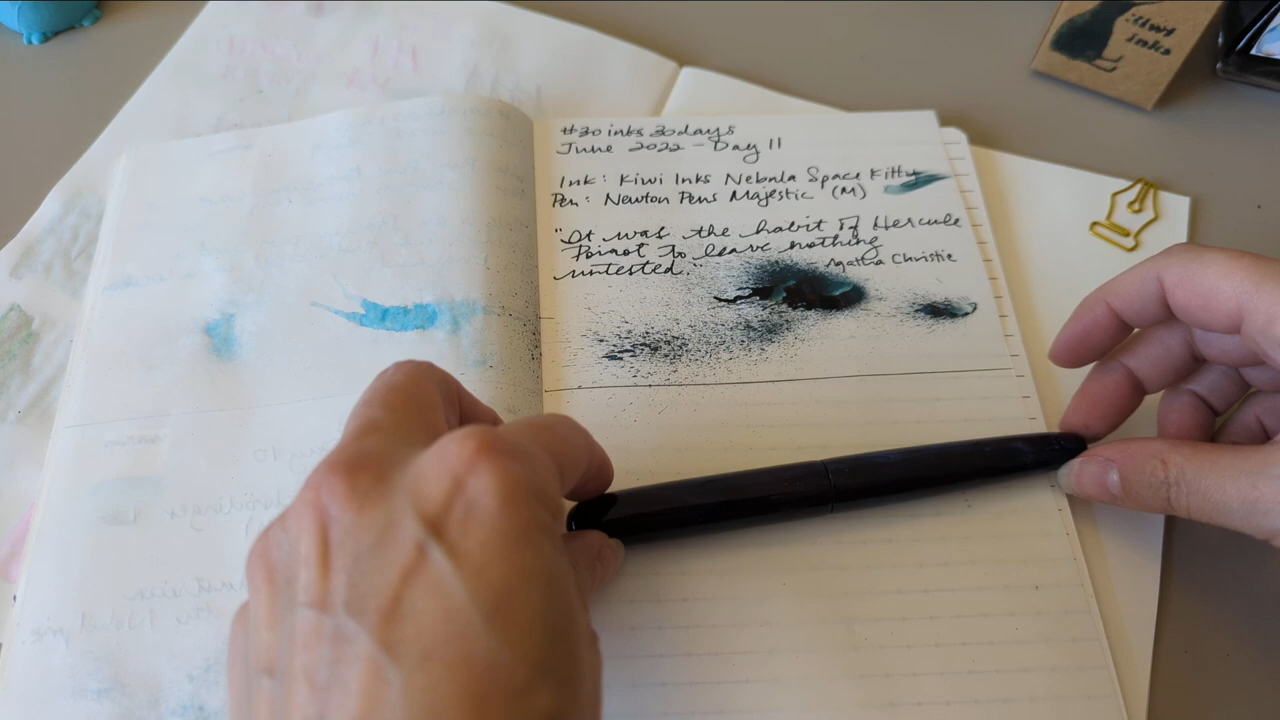 #30inks30days
June 2022 - Day 11
Ink: Kiwi Inks Nebula Space Kitty
Pen: Newton Pens Majestic (M)
"It was the habit of Hercule
Poirot to leave nothing
untested."
Agatha Christie
Kiwi
inks